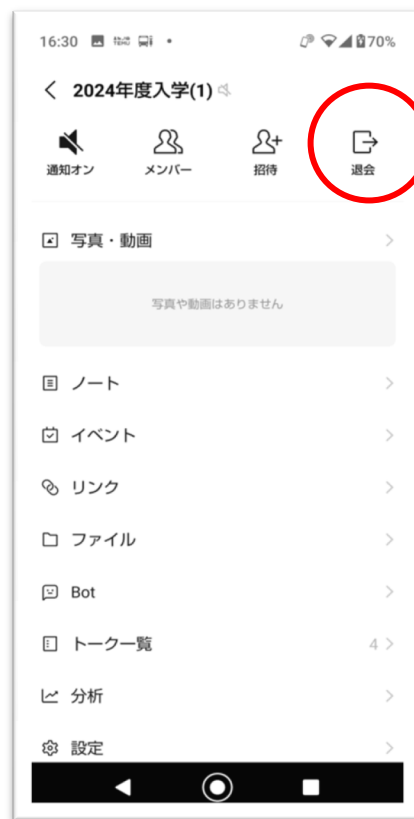 16:30
70%
2024年度入学(1)
通知オン メンバー 招待 退会
写真・動画
写真や動画はありません
ノート
イベント
リンク
ファイル
Bot
トーク一覧 4
分析
設定